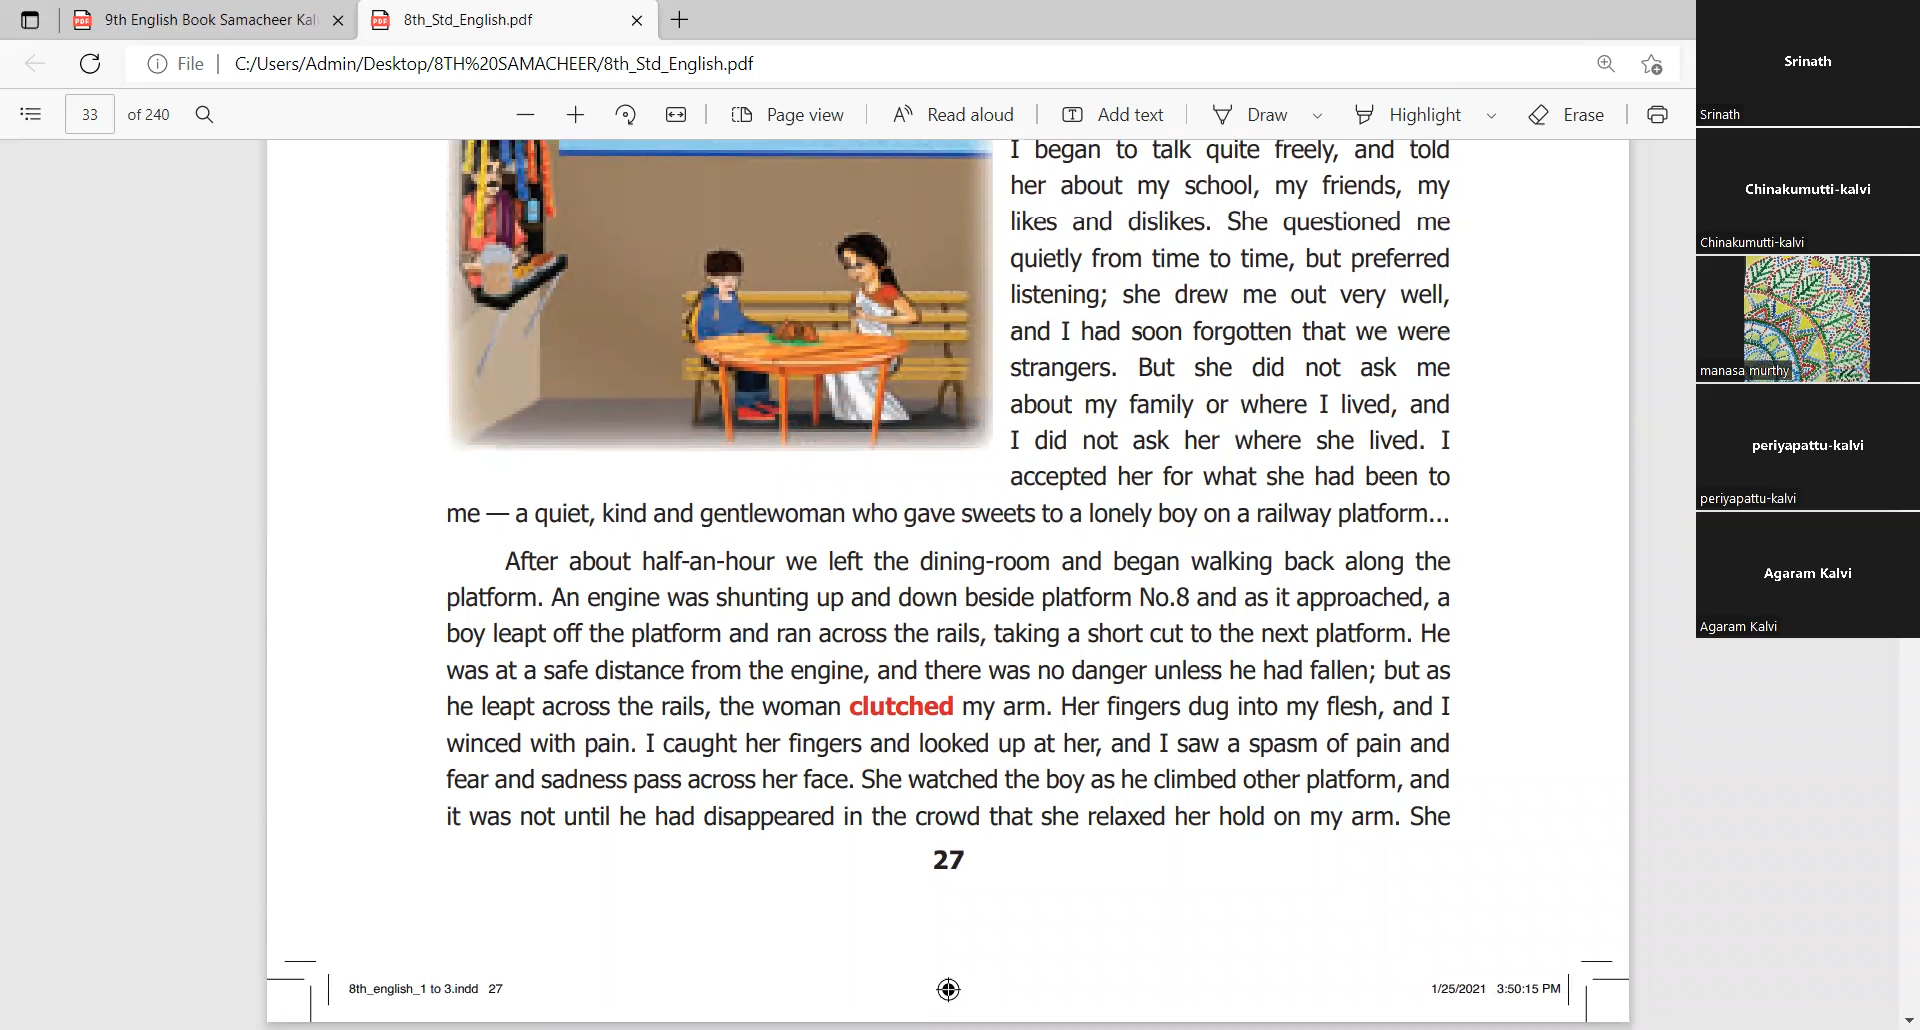 9th English Book Samacheer Kal
8th_Std_English.pdf
File
C:/Users/Admin/Desktop/8TH%20SAMACHEER/8th_Std_English.pdf
33 of 240
Page view
Read aloud
Add text
Draw
Highlight
Erase
I began to talk quite freely, and told
her about my school, my friends, my
likes and dislikes. She questioned me
quietly from time to time, but preferred
listening; she drew me out very well,
and I had soon forgotten that we were
strangers. But she did not ask me
about my family or where I lived, and
I did not ask her where she lived. I
accepted her for what she had been to
me — a quiet, kind and gentlewoman who gave sweets to a lonely boy on a railway platform...
After about half-an-hour we left the dining-room and began walking back along the
platform. An engine was shunting up and down beside platform No.8 and as it approached, a
boy leapt off the platform and ran across the rails, taking a short cut to the next platform. He
was at a safe distance from the engine, and there was no danger unless he had fallen; but as
he leapt across the rails, the woman clutched my arm. Her fingers dug into my flesh, and I
winced with pain. I caught her fingers and looked up at her, and I saw a spasm of pain and
fear and sadness pass across her face. She watched the boy as he climbed other platform, and
it was not until he had disappeared in the crowd that she relaxed her hold on my arm. She
27
8th_english_1 to 3.indd 27
1/25/2021 3:50:15 PM
Srinath
Srinath
Chinakumutti-kalvi
Chinakumutti-kalvi
manasa murthy
periyapattu-kalvi
periyapattu-kalvi
Agaram Kalvi
Agaram Kalvi